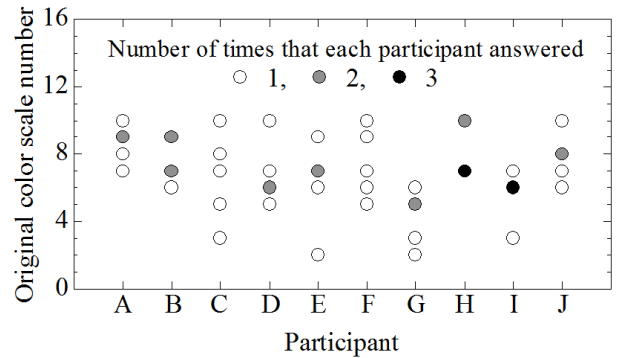 Original color scale number
16
12
8
4
0
Number of times that each participant answered
1, 2, 3
A B C D E F G H I J
Participant